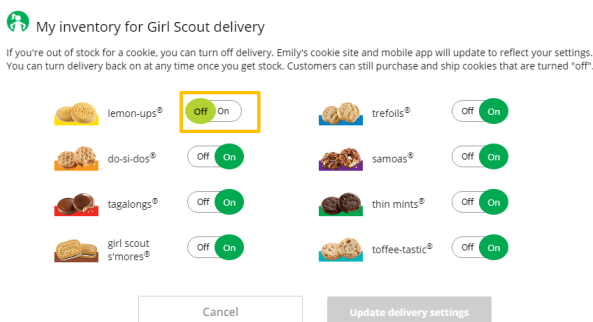 My inventory for Girl Scout delivery
If you're out of stock for a cookie, you can turn off delivery. Emily's cookie site and mobile app will update to reflect your settings.
You can turn delivery back on at any time once you get stock. Customers can still purchase and ship cookies that are turned "off".
lemon-ups® Off On
trefoils® Off On
do-si-dos® Off On
samoas® Off On
tagalongs® Off On
thin mints® Off On
girl scout
s'mores® Off On
toffee-tastic® Off On
Cancel
Update delivery settings